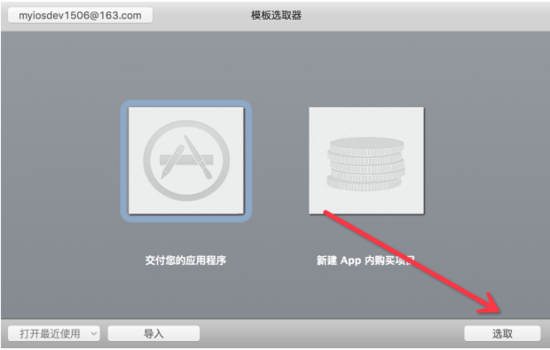 myiosdev1506@163.com
模板选取器
交付您的应用程序
新建 App 内购买项目
打开最近使用
导入
选取